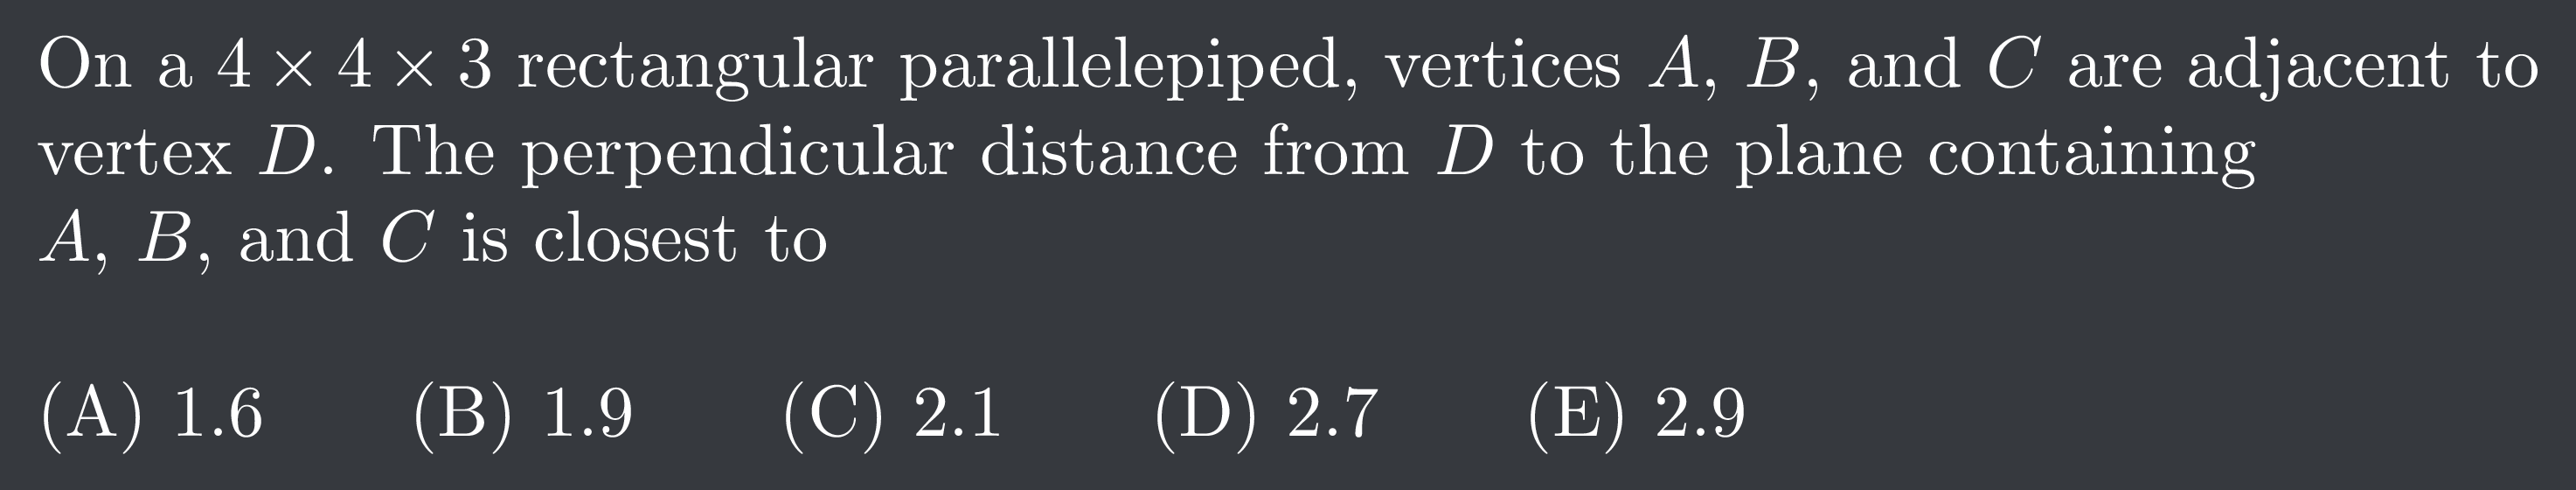 On a 4 × 4 × 3 rectangular parallelepiped, vertices A, B, and C are adjacent to
vertex D. The perpendicular distance from D to the plane containing
A, B, and C is closest to
(A) 1.6 (B) 1.9 (C) 2.1 (D) 2.7 (E) 2.9